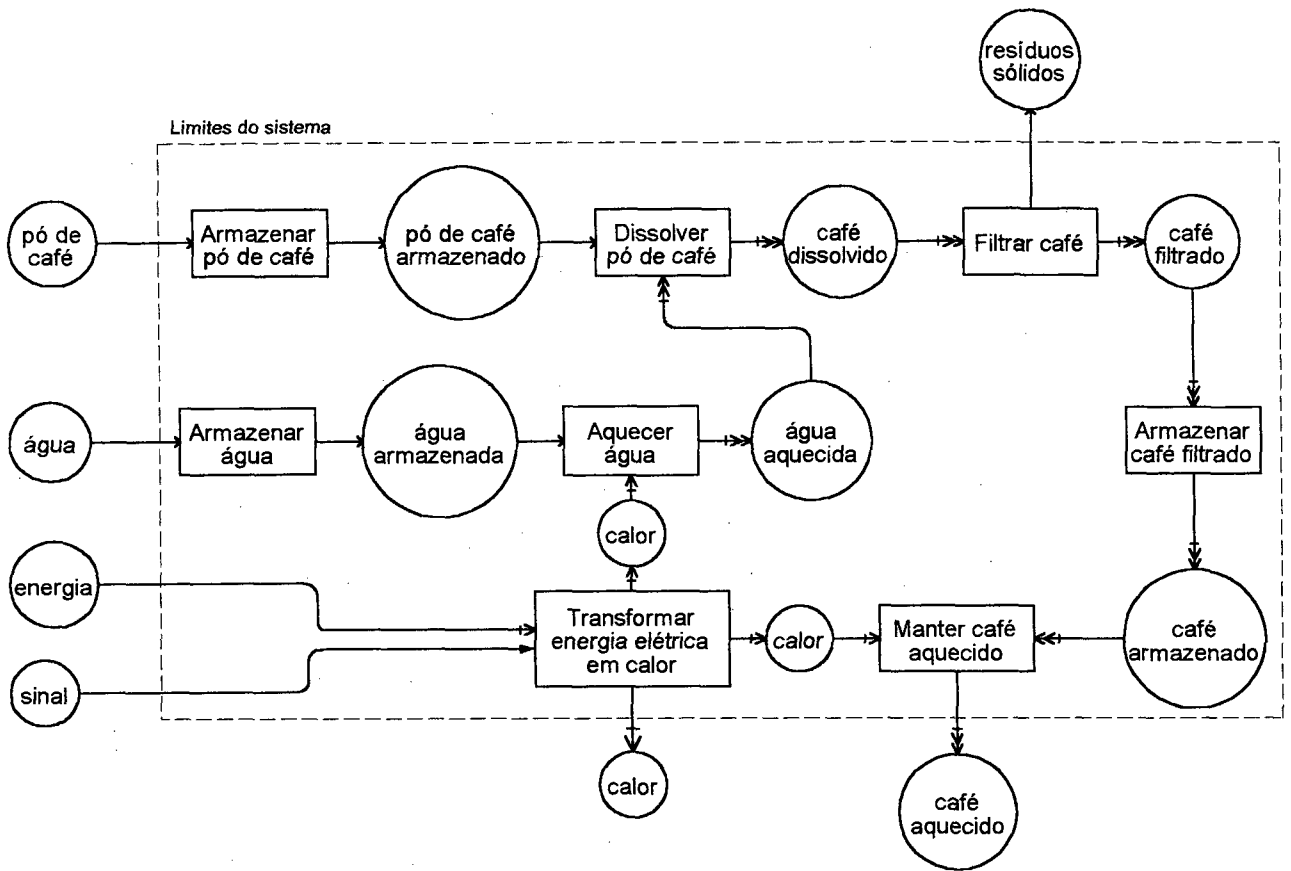 resíduos
sólidos
Limites do sistema
pó de
café
Armazenar
pó de café
pó de café
armazenado
Dissolver
pó de café
café
dissolvido
Filtrar café
café
filtrado
água
Armazenar
água
água
armazenada
Aquecer
água
água
aquecida
Armazenar
café filtrado
calor
energia
Transformar
energia elétrica
em calor
calor
Manter café
aquecido
café
armazenado
sinal
calor
café
aquecido